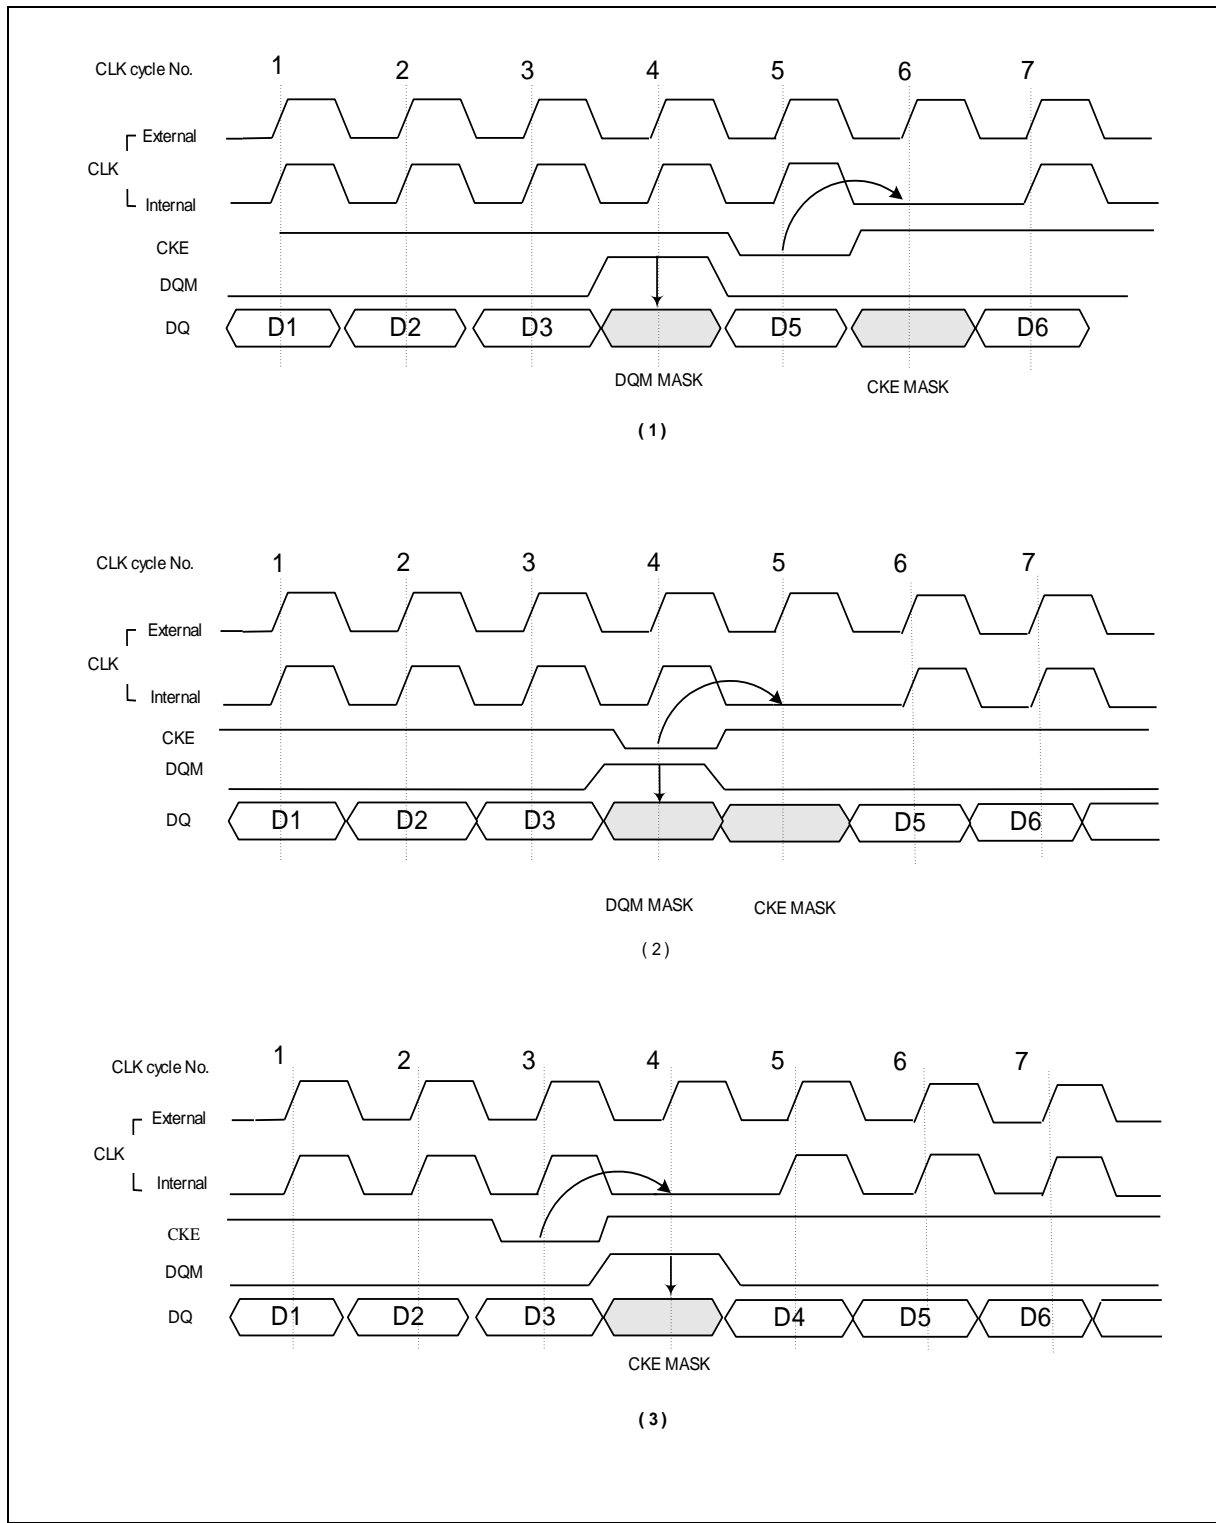 CLK cycle No. 1 2 3 4 5 6 7
External
CLK
Internal
CKE
DQM
DQ D1 D2 D3 D5 D6
DQM MASK CKE MASK
( 1 )
CLK cycle No. 1 2 3 4 5 6 7
External
CLK
Internal
CKE
DQM
DQ D1 D2 D3 D5 D6
DQM MASK CKE MASK
( 2 )
CLK cycle No. 1 2 3 4 5 6 7
External
CLK
Internal
CKE
DQM
DQ D1 D2 D3 D4 D5 D6
CKE MASK
( 3 )